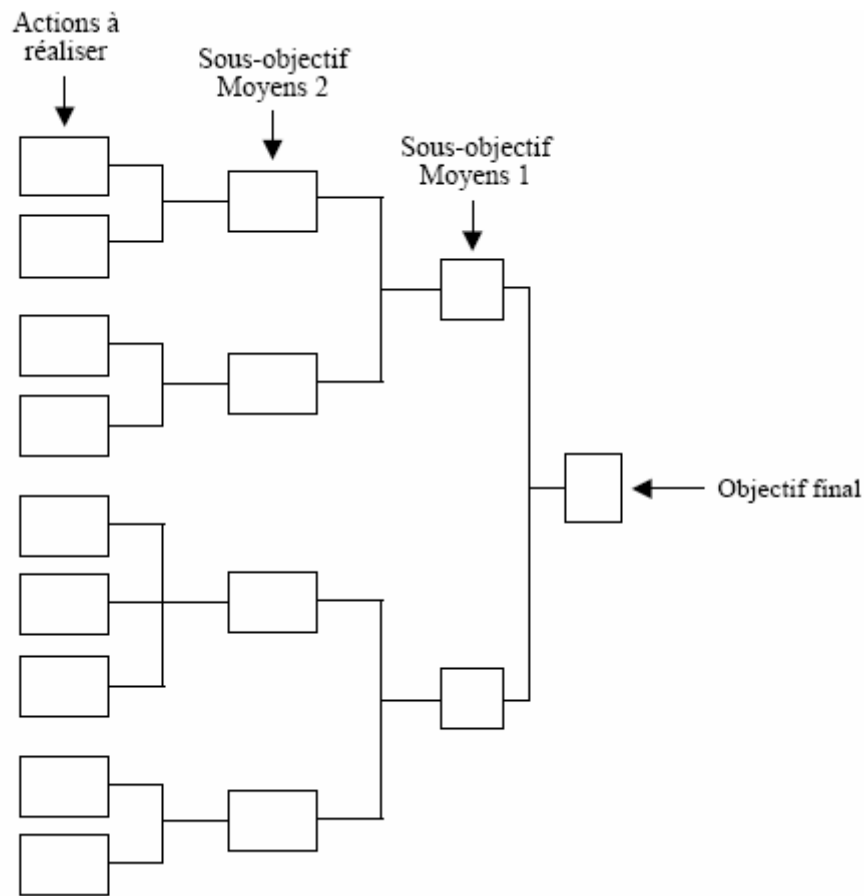 Actions à
réaliser
Sous-objectif
Moyens 2
Sous-objectif
Moyens 1
Objectif final